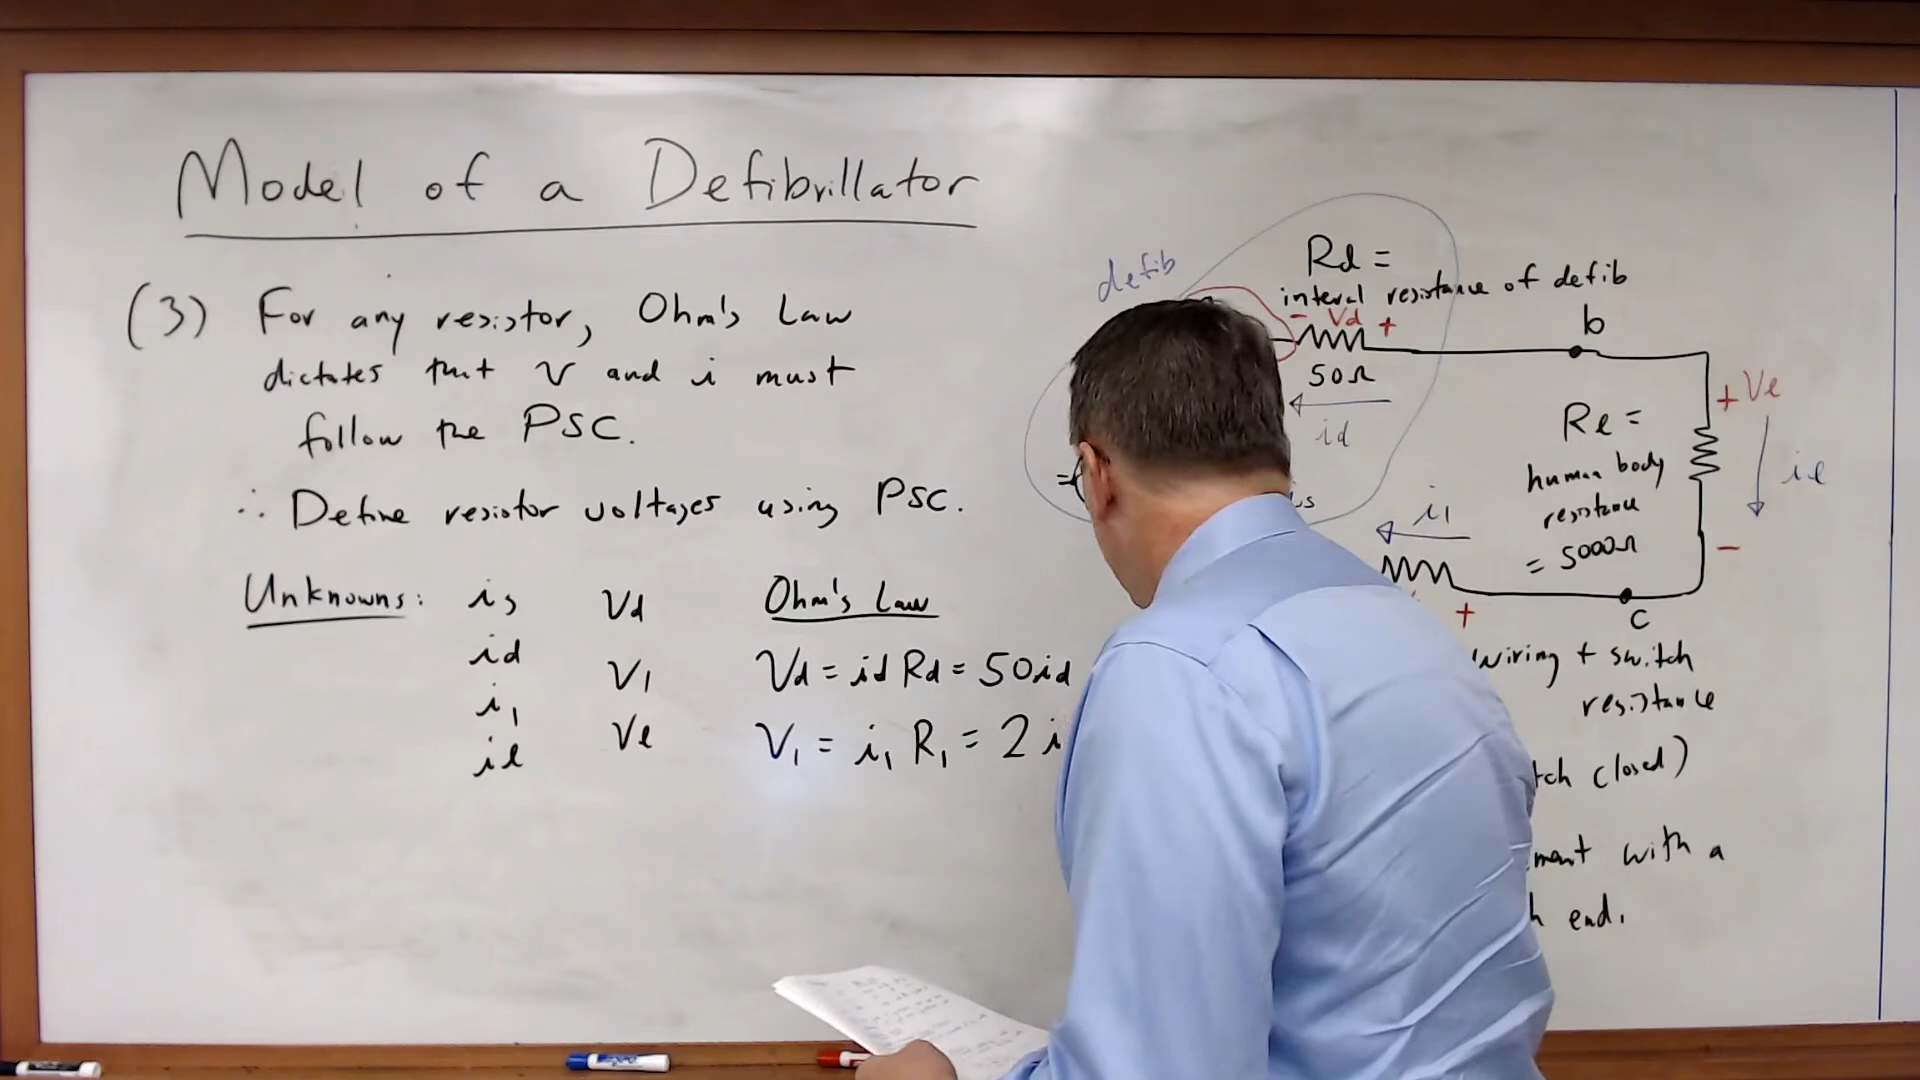 Model of a Defibrillator
(3) For any resistor, Ohm's Law
dictates that v and i must
follow the PSC.
∴ Define resistor voltages using PSC.
Unknowns: is Vd
id V1
i1 Ve
ie
Ohm's Law
Vd = id Rd = 50id
V1 = i1 R1 = 2 i
defib
Rd =
interal resistance of defib
- Vd +
50Ω
id
b
+ Ve
Re =
human body
resistance
= 5000Ω
ie
-
i1
+
c
wiring + switch
resistance
closed)
with a
end.